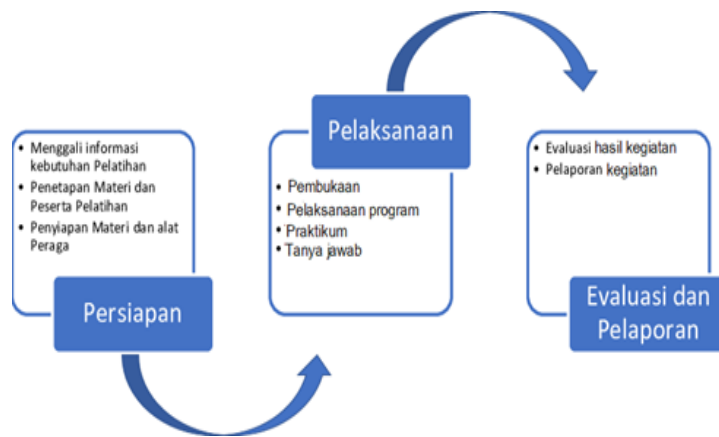 • Menggali informasi
kebutuhan Pelatihan
• Penetapan Materi dan
Peserta Pelatihan
• Penyiapan Materi dan alat
Peraga
Persiapan
Pelaksanaan
• Pembukaan
• Pelaksanaan program
• Praktikum
• Tanya jawab
• Evaluasi hasil kegiatan
• Pelaporan kegiatan
Evaluasi dan
Pelaporan